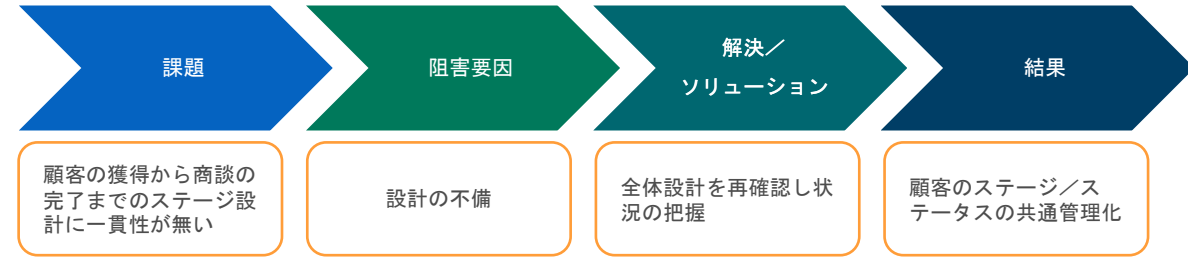 課題
阻害要因
解決／
ソリューション
結果
顧客の獲得から商談の
完了までのステージ設
計に一貫性が無い
設計の不備
全体設計を再確認し状
況の把握
顧客のステージ／ス
テータスの共通管理化